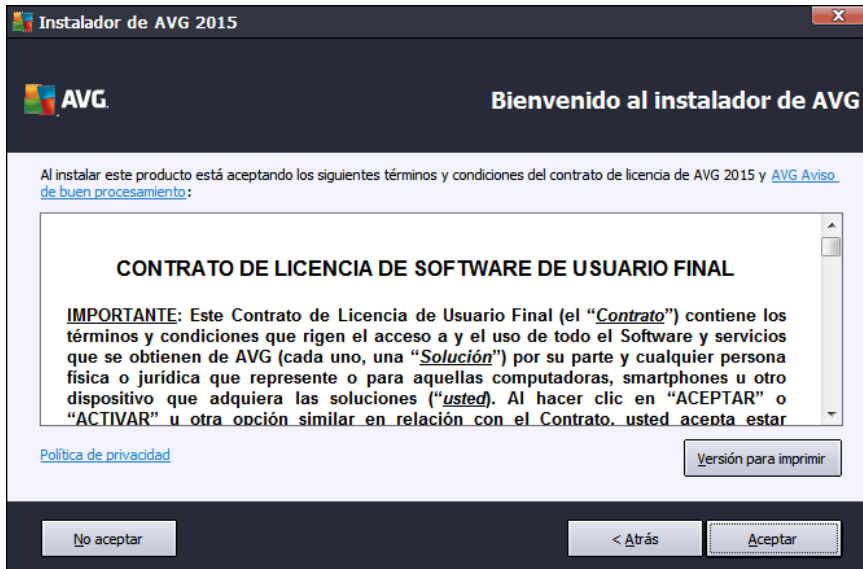 Instalador de AVG 2015
AVG.
Bienvenido al instalador de AVG
Al instalar este producto está aceptando los siguientes términos y condiciones del contrato de licencia de AVG 2015 y AVG Aviso
de buen procesamiento:
CONTRATO DE LICENCIA DE SOFTWARE DE USUARIO FINAL
IMPORTANTE: Este Contrato de Licencia de Usuario Final (el “Contrato”) contiene los
términos y condiciones que rigen el acceso a y el uso de todo el Software y servicios
que se obtienen de AVG (cada uno, una “Solución”) por su parte y cualquier persona
física o jurídica que represente o para aquellas computadoras, smartphones u otro
dispositivo que adquiera las soluciones (“usted). Al hacer clic en “ACEPTAR” o
“ACTIVAR” u otra opción similar en relación con el Contrato, usted acepta estar
Política de privacidad
Versión para imprimir
No aceptar
< Atrás
Aceptar